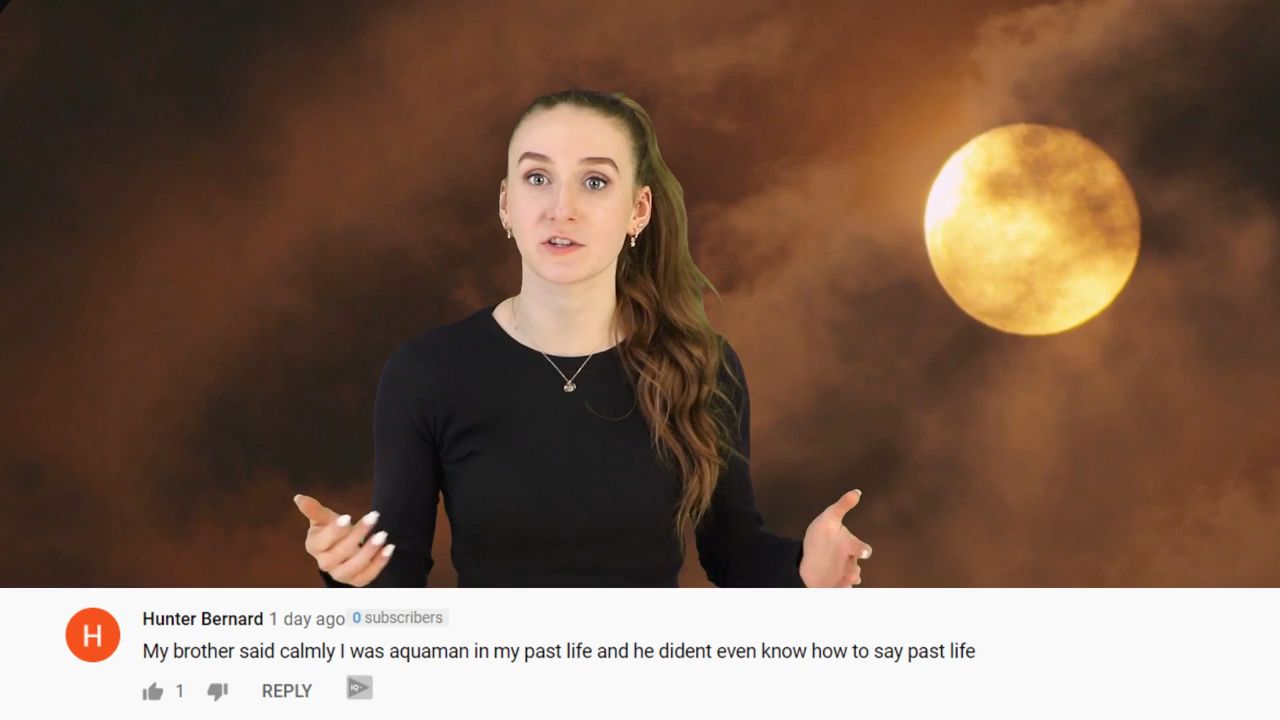 H
Hunter Bernard 1 day ago 0 subscribers
My brother said calmly I was aquaman in my past life and he dident even know how to say past life
1 REPLY